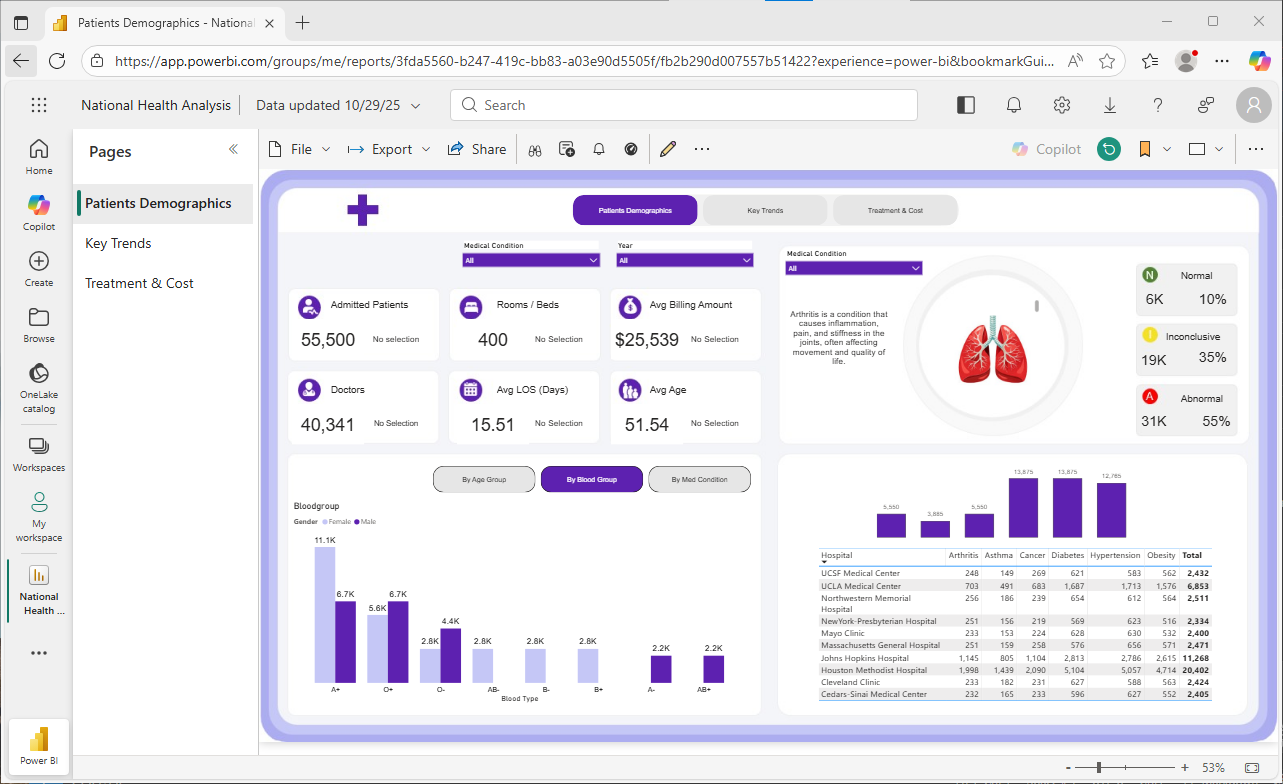 Patients Demographics - National
https://app.powerbi.com/groups/me/reports/3fda5560-b247-419c-bb83-a03e90d5505f/fb2b290d007557b51422?experience=power-bi&bookmarkGui...
National Health Analysis
Data updated 10/29/25
Search
Home
Copilot
Create
Browse
OneLake
catalog
Workspaces
My
workspace
National
Health ...
Power BI
Pages
Patients Demographics
Key Trends
Treatment & Cost
File
Export
Share
Copilot
Patients Demographics
Key Trends
Treatment & Cost
Medical Condition
All
Year
All
Admitted Patients
55,500 No selection
Rooms / Beds
400 No Selection
Avg Billing Amount
$25,539 No Selection
Doctors
40,341 No Selection
Avg LOS (Days)
15.51 No Selection
Avg Age
51.54 No Selection
Medical Condition
All
Arthritis is a condition that
causes inflammation,
pain, and stiffness in the
joints, often affecting
movement and quality of
life.
N Normal
6K 10%
I Inconclusive
19K 35%
A Abnormal
31K 55%
By Age Group
By Blood Group
By Med Condition
Bloodgroup
Gender Female Male
11.1K
6.7K
5.6K
6.7K
2.8K
4.4K
2.8K
2.8K
2.8K
2.2K
2.2K
A+ O+ O- AB- B- B+ A- AB+
Blood Type
5,550 3,885 5,550 13,875 13,875 12,765
Hospital Arthritis Asthma Cancer Diabetes Hypertension Obesity Total
UCSF Medical Center 248 149 269 621 583 562 2,432
UCLA Medical Center 703 491 683 1,687 1,713 1,576 6,853
Northwestern Memorial 256 186 239 654 612 564 2,511
Hospital
NewYork-Presbyterian Hospital 251 156 219 569 623 516 2,334
Mayo Clinic 233 153 224 628 630 532 2,400
Massachusetts General Hospital 251 159 258 576 656 571 2,471
Johns Hopkins Hospital 1,145 805 1,104 2,813 2,786 2,615 11,268
Houston Methodist Hospital 1,998 1,439 2,090 5,104 5,057 4,714 20,402
Cleveland Clinic 233 182 231 627 588 563 2,424
Cedars-Sinai Medical Center 232 165 233 596 627 552 2,405
53%